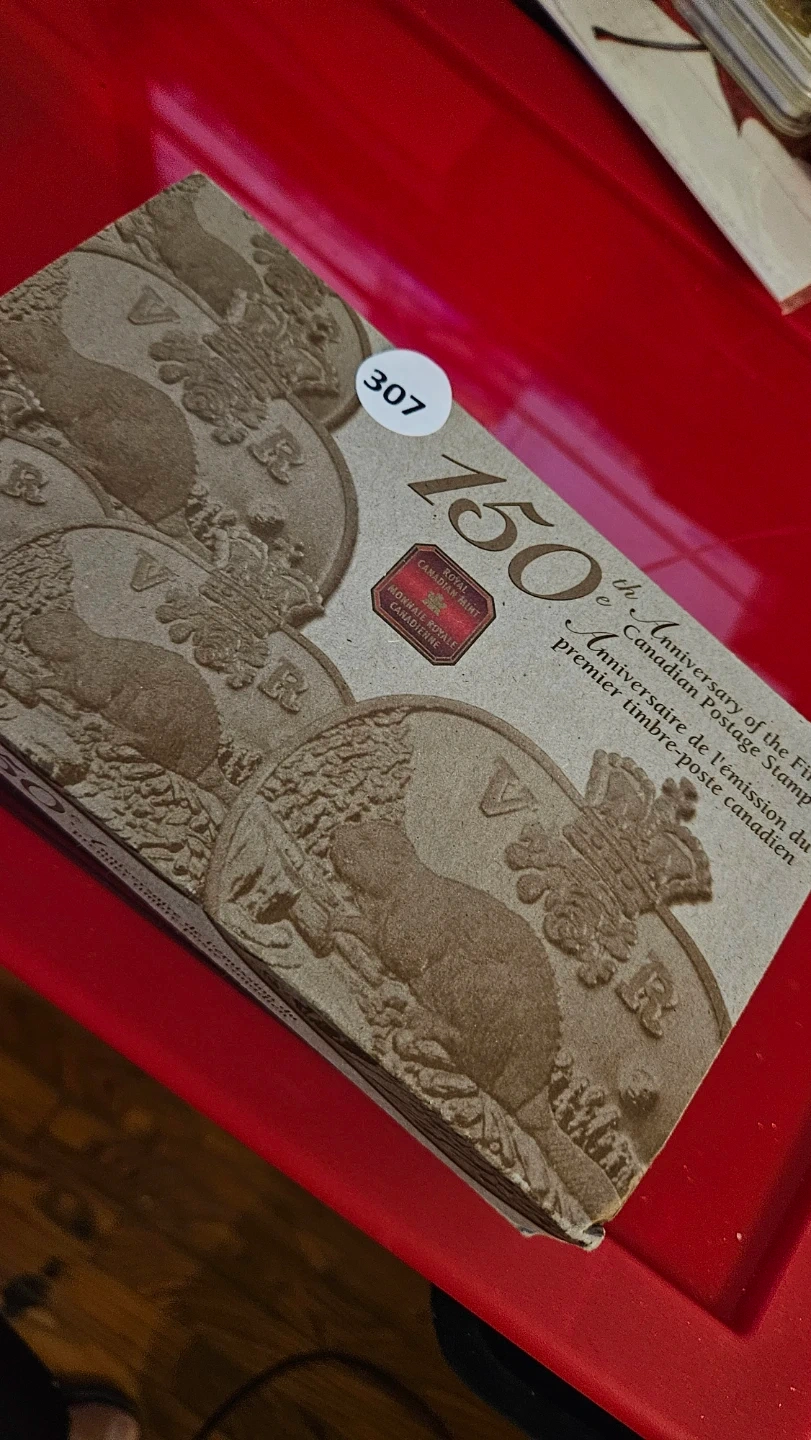 307
150th
e
Anniversary of the Fi
Canadian Postage Stamp
Anniversaire de l'émission du
premier timbre-poste canadien
ROYAL
CANADIAN MINT
MONNAIE ROYALE
CANADIENNE
V R
V R
R
V R